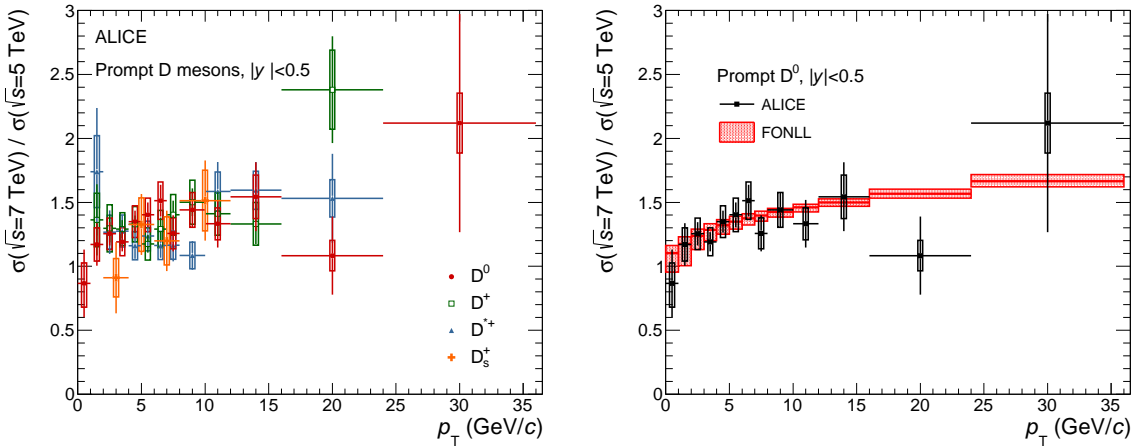 σ(√s=7 TeV) / σ(√s=5 TeV)
3
2.5
2
1.5
1
0.5
0
ALICE
Prompt D mesons, |y|<0.5
D⁰
D⁺
D*⁺
Dₛ⁺
0 5 10 15 20 25 30 35
p_T (GeV/c)
σ(√s=7 TeV) / σ(√s=5 TeV)
3
2.5
2
1.5
1
0.5
0
Prompt D⁰, |y|<0.5
ALICE
FONLL
0 5 10 15 20 25 30 35
p_T (GeV/c)